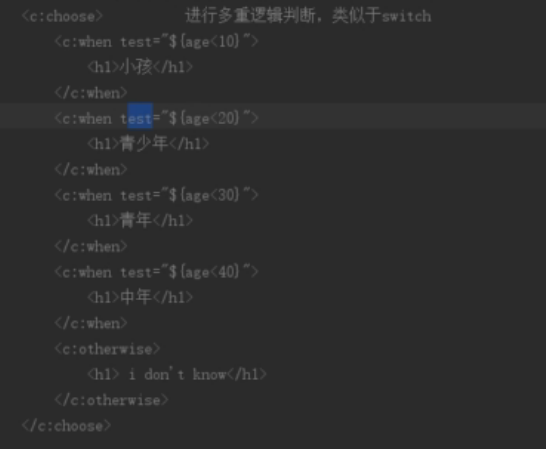 <c:choose> 进行多重逻辑判断，类似于switch
<c:when test="${age<10}">
<h1>小孩</h1>
</c:when>
<c:when test="${age<20}">
<h1>青少年</h1>
</c:when>
<c:when test="${age<30}">
<h1>青年</h1>
</c:when>
<c:when test="${age<40}">
<h1>中年</h1>
</c:when>
<c:otherwise>
<h1> i don't know</h1>
</c:otherwise>
</c:choose>